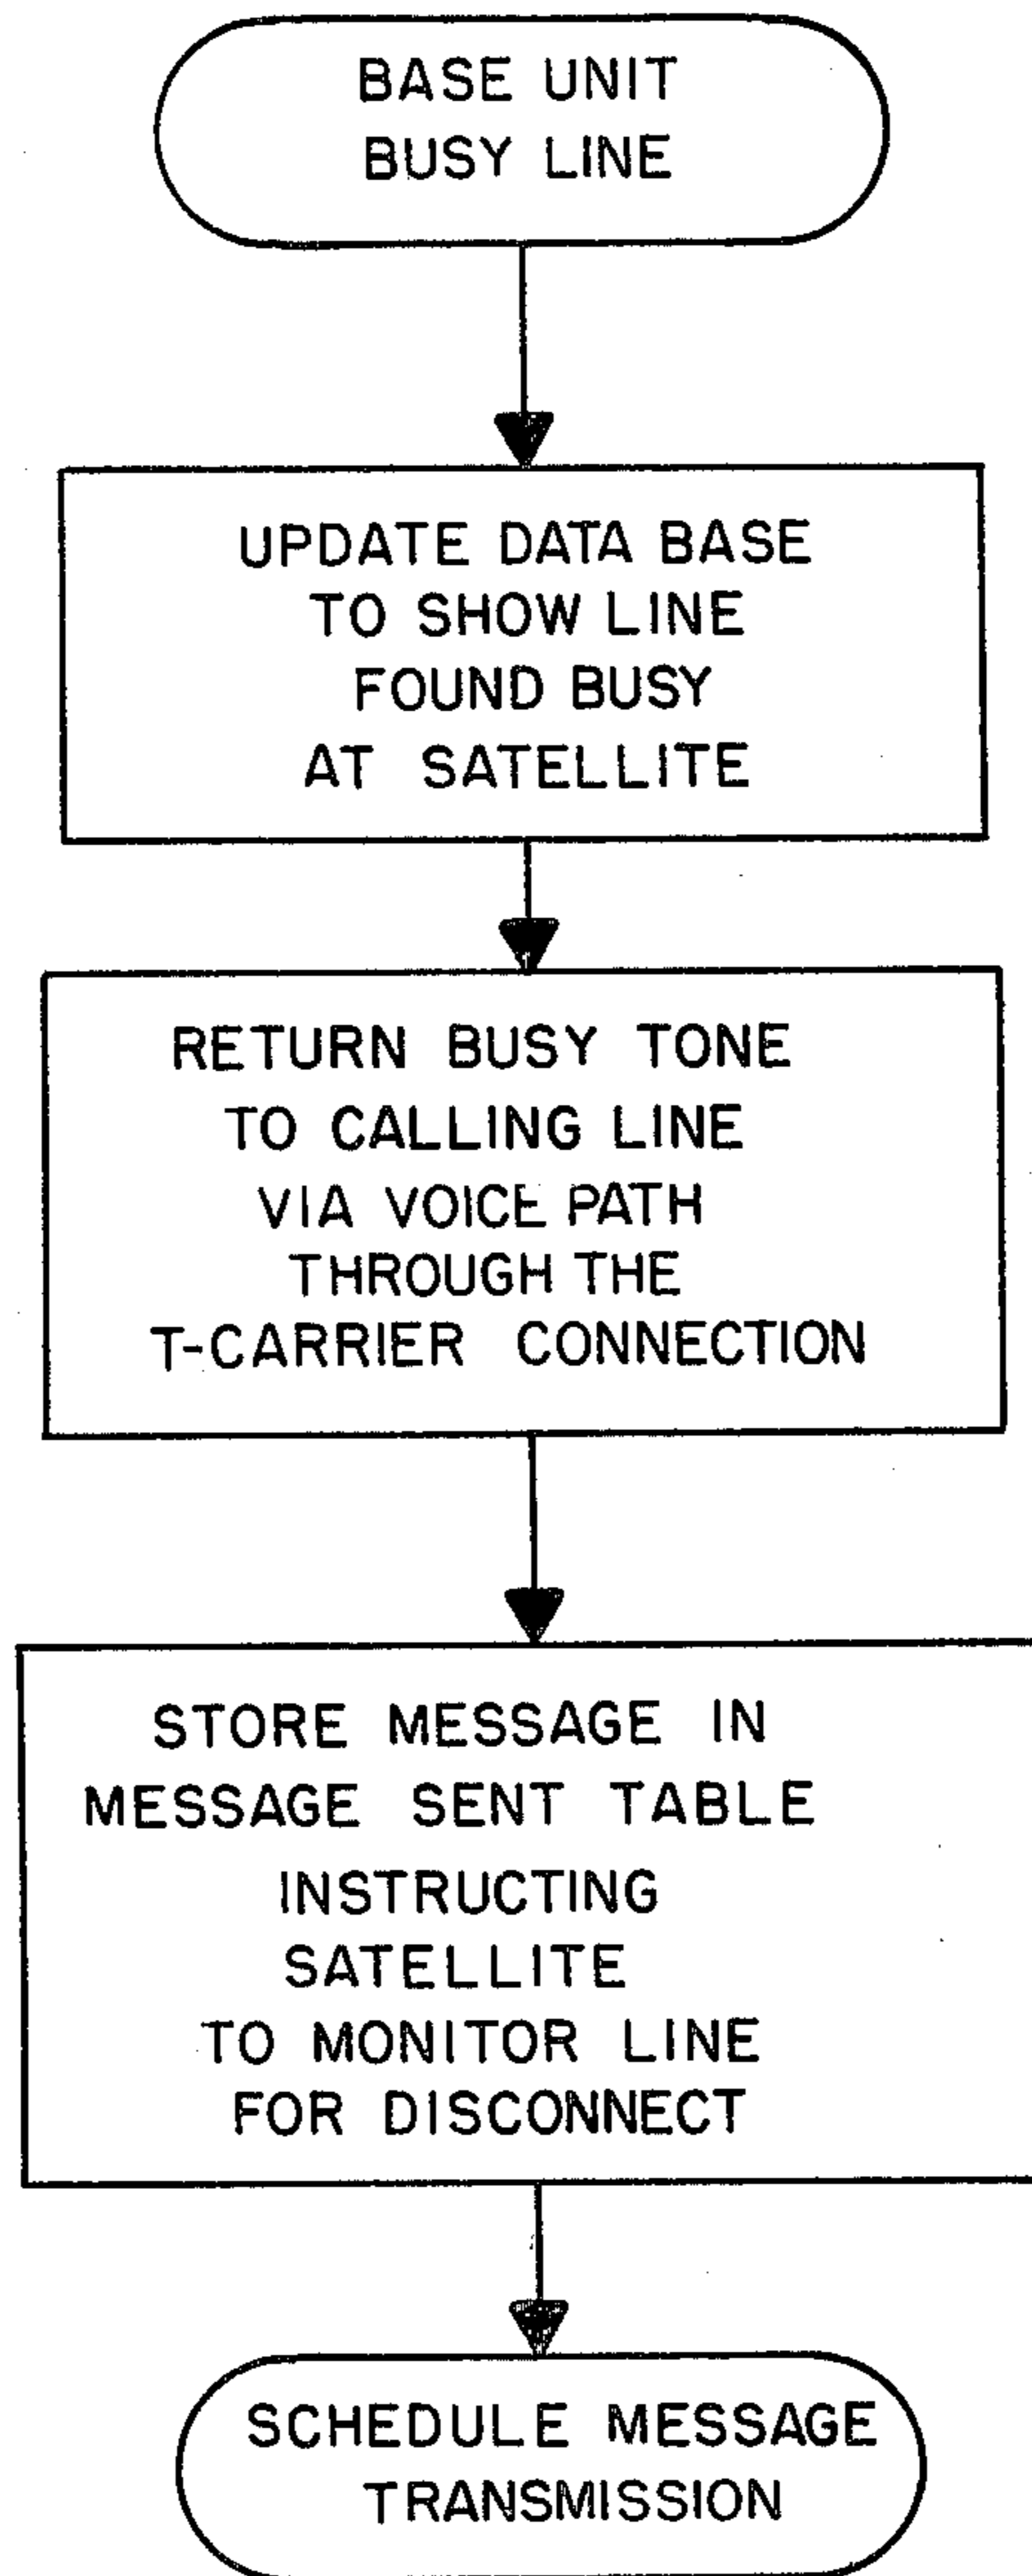 BASE UNIT
BUSY LINE
UPDATE DATA BASE
TO SHOW LINE
FOUND BUSY
AT SATELLITE
RETURN BUSY TONE
TO CALLING LINE
VIA VOICE PATH
THROUGH THE
T-CARRIER CONNECTION
STORE MESSAGE IN
MESSAGE SENT TABLE
INSTRUCTING
SATELLITE
TO MONITOR LINE
FOR DISCONNECT
SCHEDULE MESSAGE
TRANSMISSION